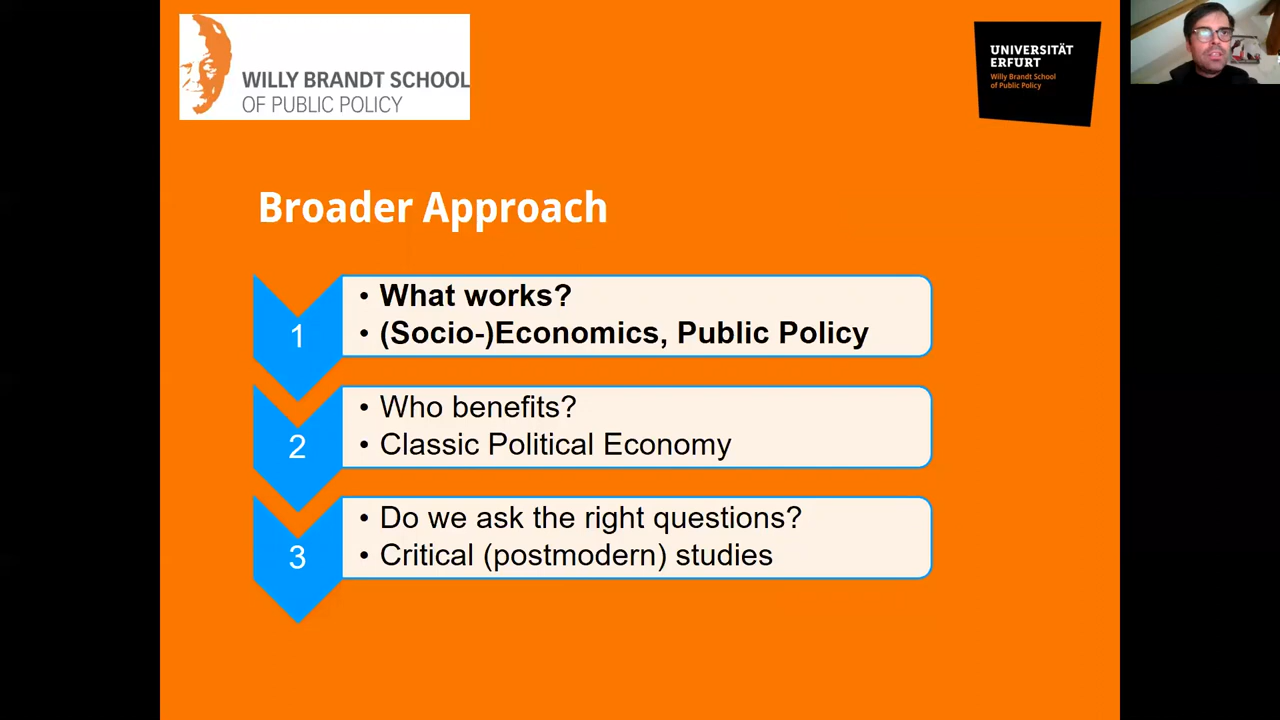 WILLY BRANDT SCHOOL
OF PUBLIC POLICY
UNIVERSITÄT
ERFURT
Willy Brandt School
of Public Policy
Broader Approach
1
• What works?
• (Socio-)Economics, Public Policy
2
• Who benefits?
• Classic Political Economy
3
• Do we ask the right questions?
• Critical (postmodern) studies